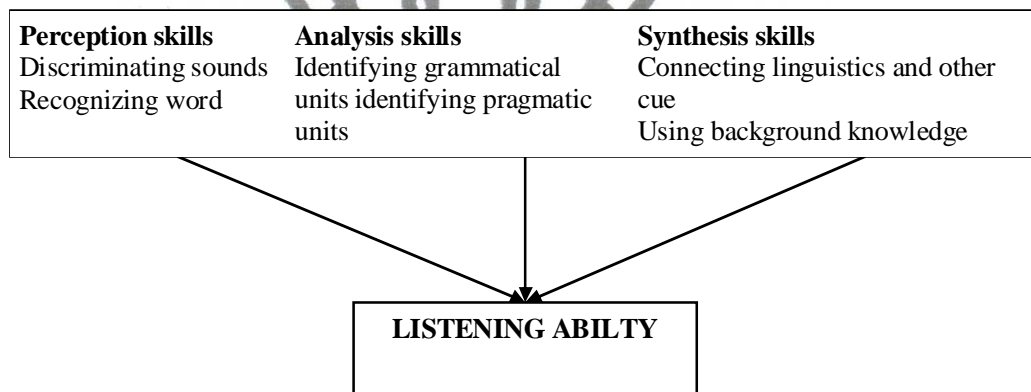 Perception skills
Discriminating sounds
Recognizing word
Analysis skills
Identifying grammatical
units identifying pragmatic
units
Synthesis skills
Connecting linguistics and other
cue
Using background knowledge
LISTENING ABILTY